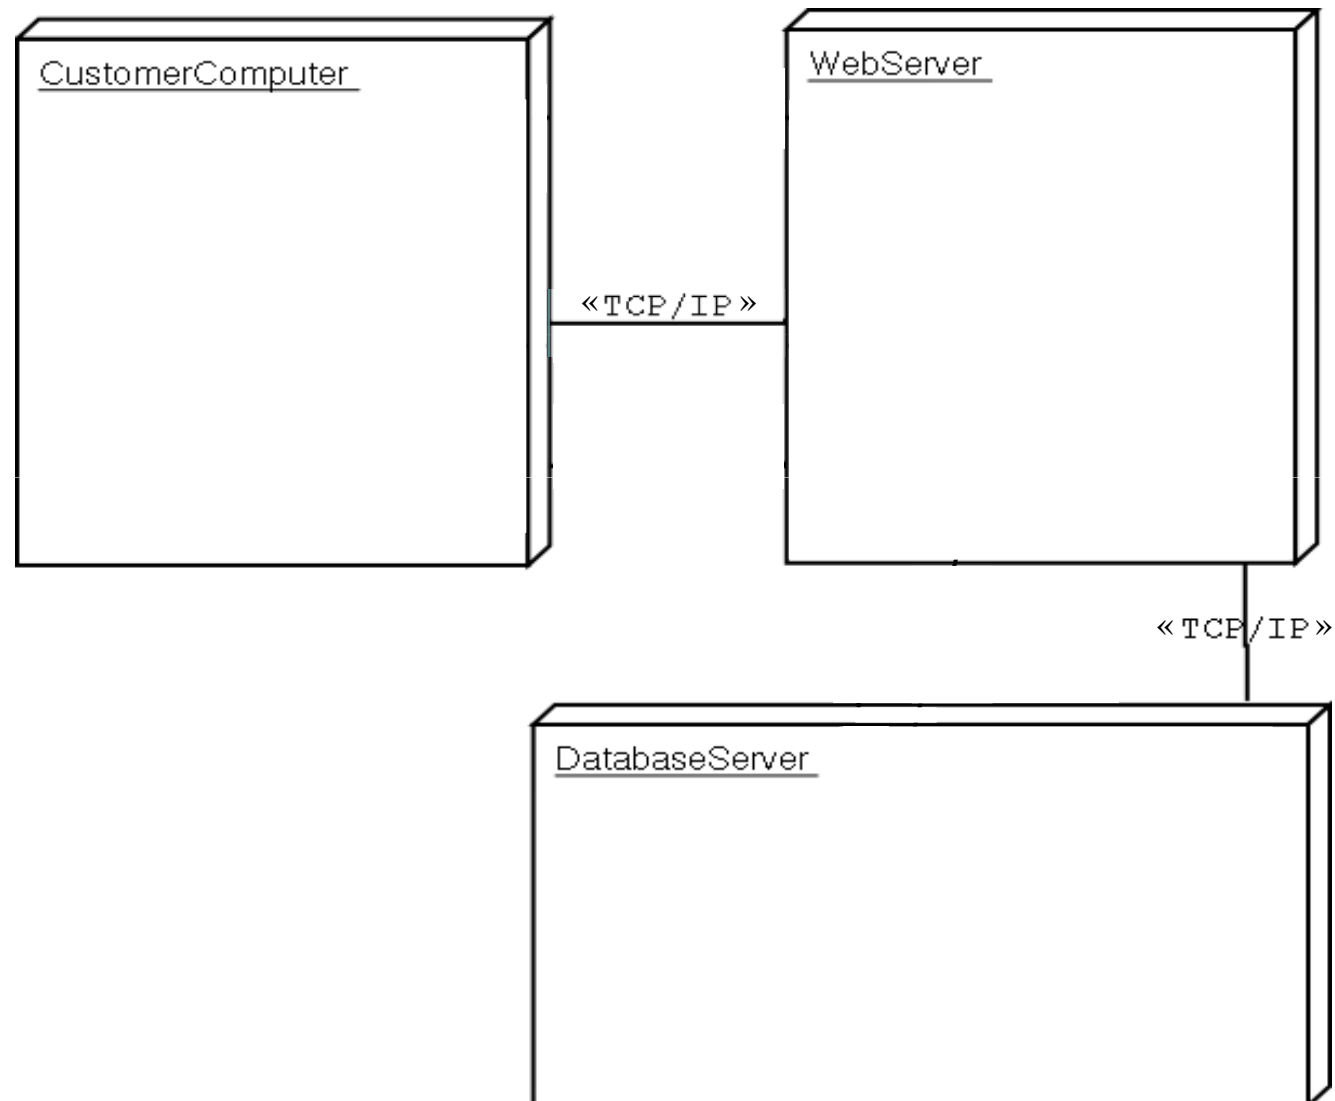 CustomerComputer
WebServer
«TCP/IP»
«TCP/IP»
DatabaseServer